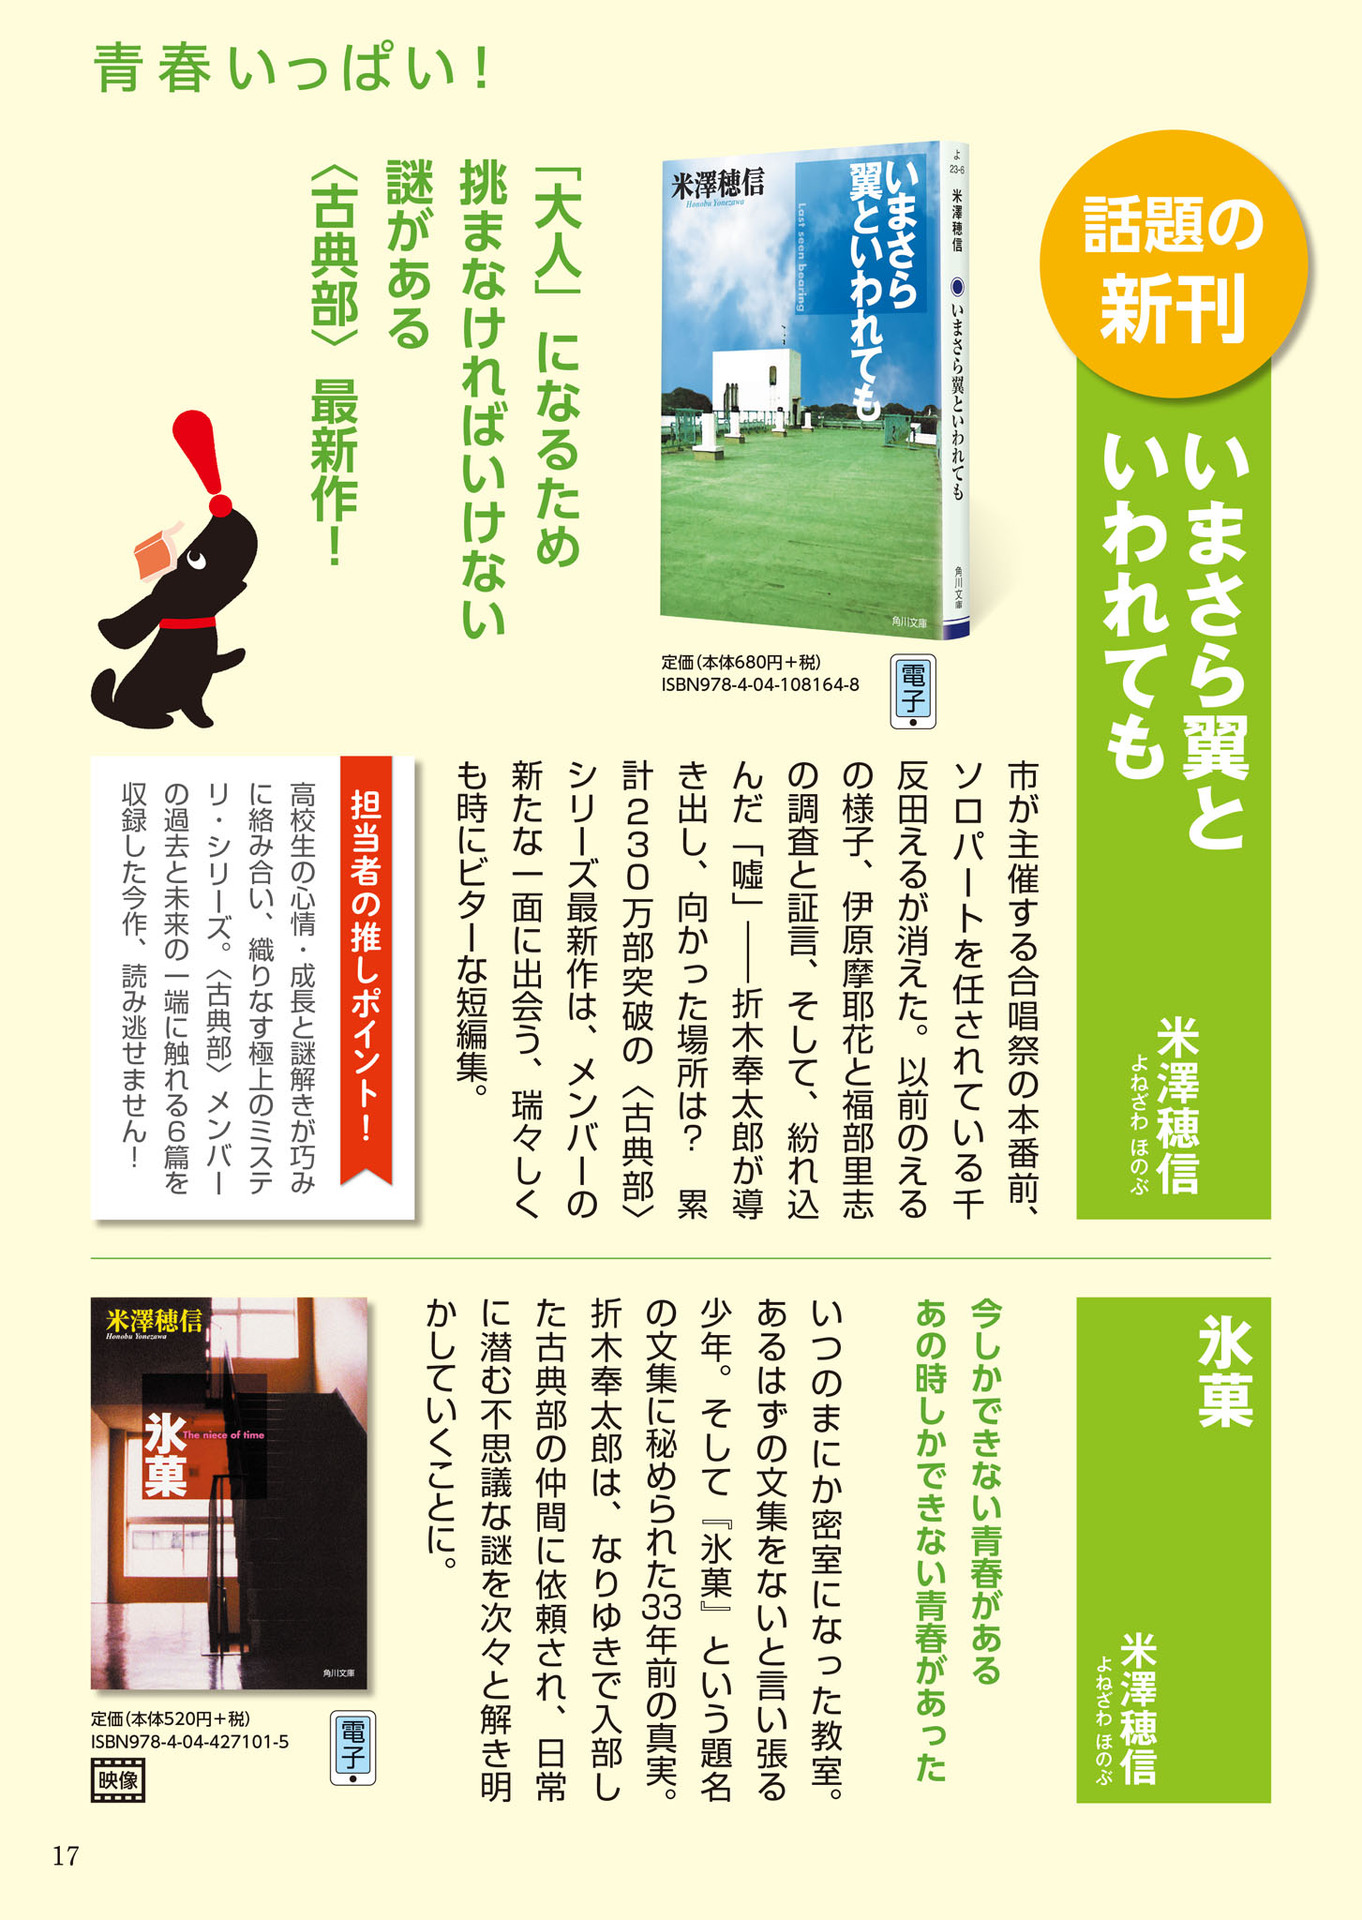 青春いっぱい！
話題の
新刊
いまさら翼と
いわれても
米澤穂信
よねざわ ほのぶ
米澤穂信
Honobu Yonezawa
いまさら
翼といわれても
Last seen bearing
角川文庫
よ
23-6
米澤穂信
いまさら翼といわれても
角川文庫
定価（本体680円＋税）
ISBN978-4-04-108164-8
電子
「大人」になるため
挑まなければいけない
謎がある
〈古典部〉最新作！
市が主催する合唱祭の本番前、
ソロパートを任されている千
反田えるが消えた。以前のえる
の様子、伊原摩耶花と福部里志
の調査と証言、そして、紛れ込
んだ「嘘」――折木奉太郎が導
き出し、向かった場所は？　累
計230万部突破の〈古典部〉
シリーズ最新作は、メンバーの
新たな一面に出会う、瑞々しく
も時にビターな短編集。
担当者の推しポイント！
高校生の心情・成長と謎解きが巧み
に絡み合い、織りなす極上のミステ
リ・シリーズ。〈古典部〉メンバー
の過去と未来の一端に触れる6篇を
収録した今作、読み逃せません！
氷菓
米澤穂信
よねざわ ほのぶ
今しかできない青春がある
あの時しかできない青春があった
いつのまにか密室になった教室。
あるはずの文集をないと言い張る
少年。そして『氷菓』という題名
の文集に秘められた33年前の真実。
折木奉太郎は、なりゆきで入部し
た古典部の仲間に依頼され、日常
に潜む不思議な謎を次々と解き明
かしていくことに。
米澤穂信
Honobu Yonezawa
氷菓
The niece of time
角川文庫
定価（本体520円＋税）
ISBN978-4-04-427101-5
電子
映像
17